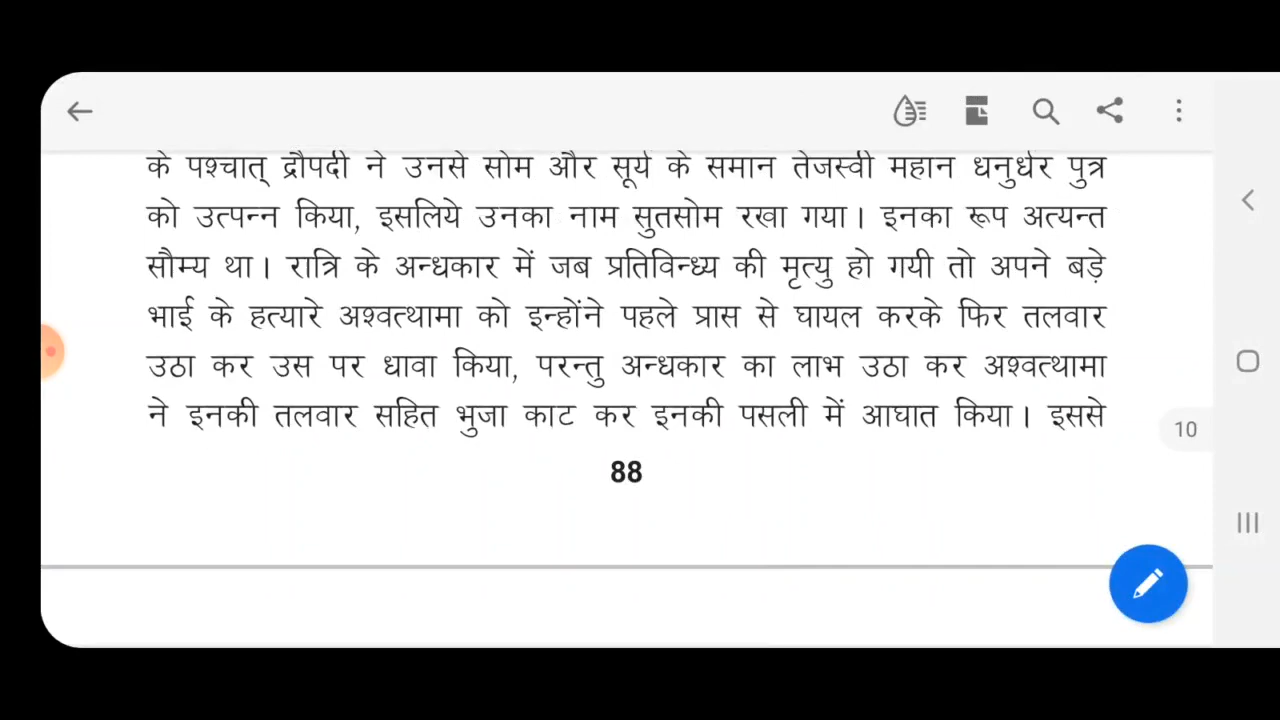 के पश्चात् द्रौपदी ने उनसे सोम और सूर्य के समान तेजस्वी महान धनुर्धर पुत्र
को उत्पन्न किया, इसलिये उनका नाम सुतसोम रखा गया। इनका रूप अत्यन्त
सौम्य था। रात्रि के अन्धकार में जब प्रतिविन्ध्य की मृत्यु हो गयी तो अपने बड़े
भाई के हत्यारे अश्वत्थामा को इन्होंने पहले प्रास से घायल करके फिर तलवार
उठा कर उस पर धावा किया, परन्तु अन्धकार का लाभ उठा कर अश्वत्थामा
ने इनकी तलवार सहित भुजा काट कर इनकी पसली में आघात किया। इससे
10
88